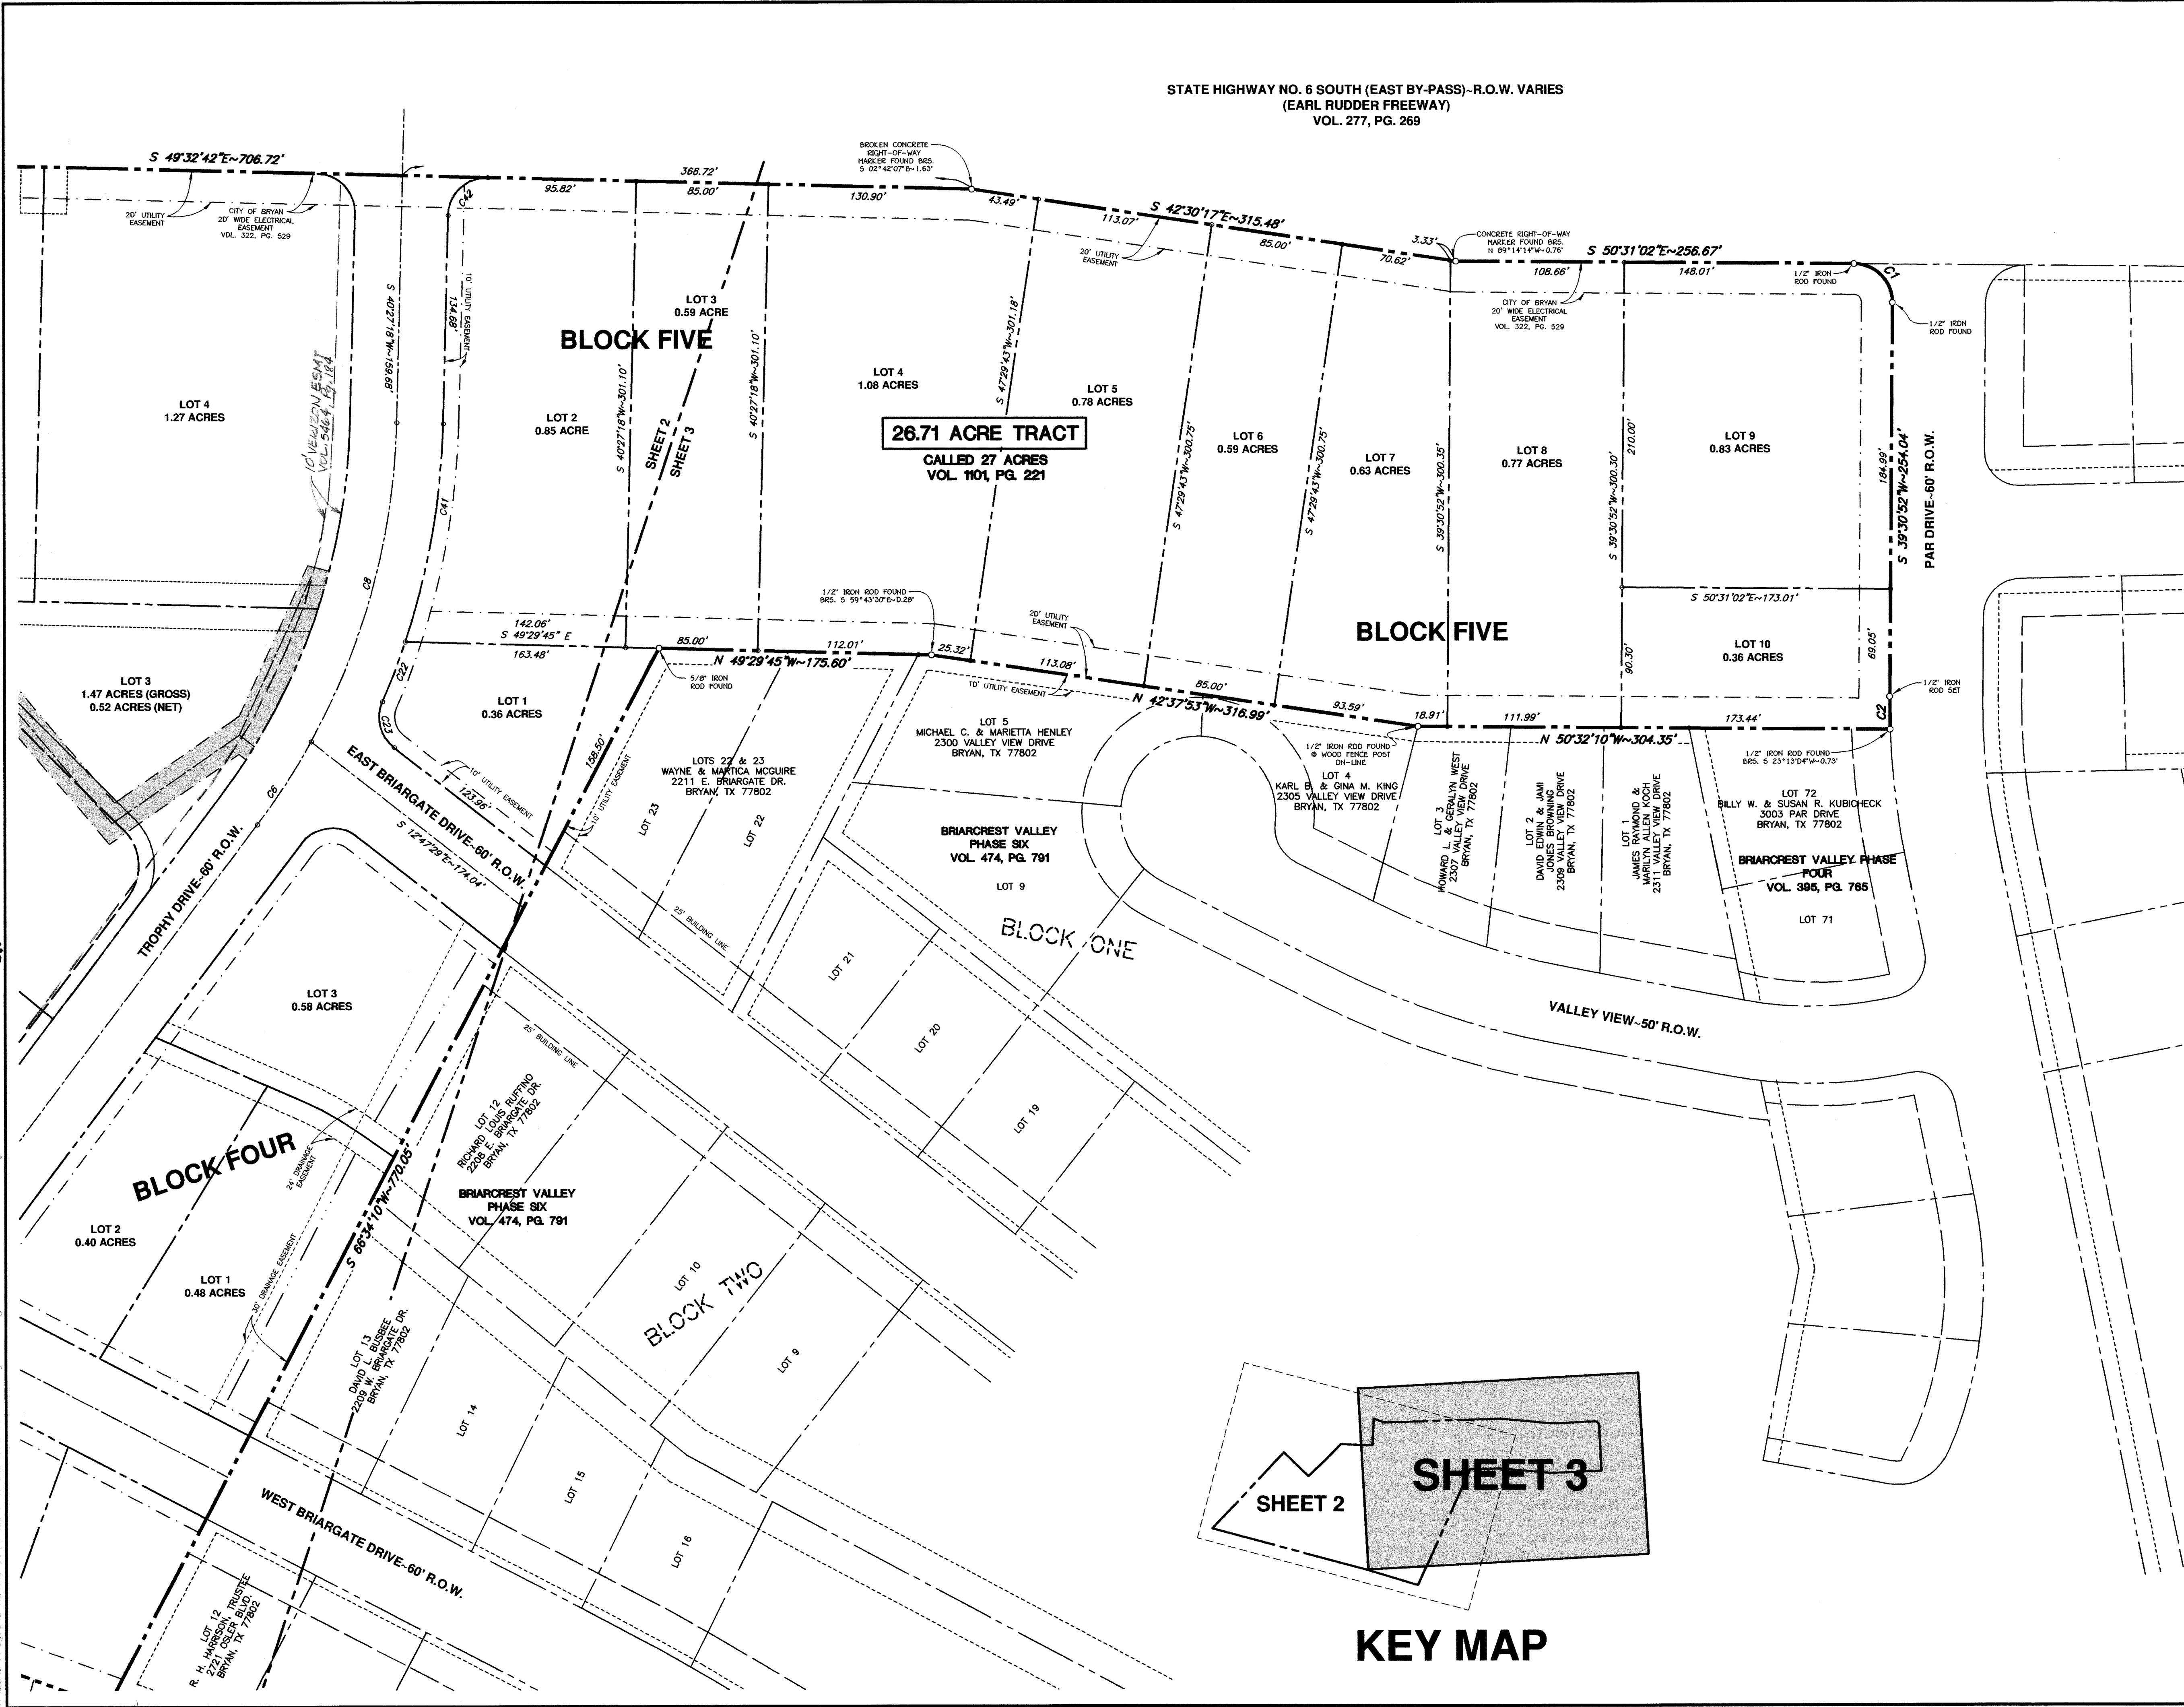 STATE HIGHWAY NO. 6 SOUTH (EAST BY-PASS)~R.O.W. VARIES
(EARL RUDDER FREEWAY)
VOL. 277, PG. 269
S 49°32'42"E~706.72'
20' UTILITY
EASEMENT
CITY OF BRYAN
20' WIDE ELECTRICAL
EASEMENT
VOL. 322, PG. 529
C42
95.82'
366.72'
85.00'
130.90'
BROKEN CONCRETE
RIGHT-OF-WAY
MARKER FOUND BRS.
S 02°42'07"E~1.63'
43.49'
113.07'
S 42°30'17"E~315.48'
85.00'
20' UTILITY
EASEMENT
70.62'
3.33'
CONCRETE RIGHT-OF-WAY
MARKER FOUND BRS.
N 89°14'14"W~0.76'
S 50°31'02"E~256.67'
108.66'
148.01'
CITY OF BRYAN
20' WIDE ELECTRICAL
EASEMENT
VOL. 322, PG. 529
1/2" IRON
ROD FOUND
C1
1/2" IRON
ROD FOUND
LOT 4
1.27 ACRES
10' VERIZON ESMT
VOL. 5464, Pg. 184
S 40°27'18"W~159.68'
134.68'
10' UTILITY EASEMENT
C41
C8
LOT 2
0.85 ACRE
S 40°27'18"W~301.10'
SHEET 2
SHEET 3
LOT 3
0.59 ACRE
BLOCK FIVE
S 40°27'18"W~301.10'
LOT 4
1.08 ACRES
26.71 ACRE TRACT
CALLED 27 ACRES
VOL. 1101, PG. 221
S 47°29'43"W~301.18'
LOT 5
0.78 ACRES
S 47°29'43"W~300.75'
LOT 6
0.59 ACRES
S 47°29'43"W~300.75'
LOT 7
0.63 ACRES
S 39°30'52"W~300.35'
LOT 8
0.77 ACRES
S 39°30'52"W~300.30'
210.00'
LOT 9
0.83 ACRES
184.99'
S 39°30'52"W~254.04'
PAR DRIVE~60' R.O.W.
S 50°31'02"E~173.01'
90.30'
LOT 10
0.36 ACRES
69.05'
1/2" IRON
ROD SET
C2
BLOCK FIVE
LOT 3
1.47 ACRES (GROSS)
0.52 ACRES (NET)
142.06'
S 49°29'45" E
163.48'
C22
C23
LOT 1
0.36 ACRES
85.00'
N 49°29'45"W~175.60'
112.01'
5/8" IRON
ROD FOUND
1/2" IRON ROD FOUND
BRS. S 59°43'30"E~0.28'
25.32'
113.08'
20' UTILITY
EASEMENT
10' UTILITY EASEMENT
85.00'
N 42°37'53"W~316.99'
93.59'
18.91'
1/2" IRON ROD FOUND
@ WOOD FENCE POST
ON-LINE
111.99'
N 50°32'10"W~304.35'
173.44'
1/2" IRON ROD FOUND
BRS. S 23°13'04"W~0.73'
158.50'
10' UTILITY EASEMENT
LOTS 22 & 23
WAYNE & MARTICA MCGUIRE
2211 E. BRIARGATE DR.
BRYAN, TX 77802
LOT 23
LOT 22
25' BUILDING LINE
LOT 5
MICHAEL C. & MARIETTA HENLEY
2300 VALLEY VIEW DRIVE
BRYAN, TX 77802
BRIARCREST VALLEY
PHASE SIX
VOL. 474, PG. 791
LOT 9
BLOCK ONE
LOT 4
KARL B. & GINA M. KING
2305 VALLEY VIEW DRIVE
BRYAN, TX 77802
LOT 3
HOWARD L. & GERALYN WEST
2307 VALLEY VIEW DRIVE
BRYAN, TX 77802
LOT 2
DAVID EDWIN & JAMI
JONES BROWNING
2309 VALLEY VIEW DRIVE
BRYAN, TX 77802
LOT 1
JAMES RAYMOND &
MARILYN ALLEN KOCH
2311 VALLEY VIEW DRIVE
BRYAN, TX 77802
LOT 72
BILLY W. & SUSAN R. KUBICHECK
3003 PAR DRIVE
BRYAN, TX 77802
BRIARCREST VALLEY PHASE
FOUR
VOL. 395, PG. 765
LOT 71
VALLEY VIEW~50' R.O.W.
C6
TROPHY DRIVE~60' R.O.W.
10' UTILITY EASEMENT
123.96'
EAST BRIARGATE DRIVE~60' R.O.W.
S 12°47'29"E~174.04'
LOT 3
0.58 ACRES
25' BUILDING LINE
LOT 21
LOT 20
LOT 19
BLOCK FOUR
24' DRAINAGE
EASEMENT
LOT 2
0.40 ACRES
LOT 1
0.48 ACRES
30' DRAINAGE EASEMENT
S 66°34'10"W~770.05'
LOT 12
RICHARD LOUIS RUFFINO
2208 E. BRIARGATE DR.
BRYAN, TX 77802
BRIARCREST VALLEY
PHASE SIX
VOL. 474, PG. 791
LOT 10
BLOCK TWO
LOT 9
LOT 13
DAVID L. BUSBEE
2209 W. BRIARGATE DR.
BRYAN, TX 77802
LOT 14
LOT 15
LOT 16
WEST BRIARGATE DRIVE~60' R.O.W.
LOT 12
R. H. HARRISON, TRUSTEE
2721 OSLER BLVD.
BRYAN, TX 77802
SHEET 2
SHEET 3
KEY MAP